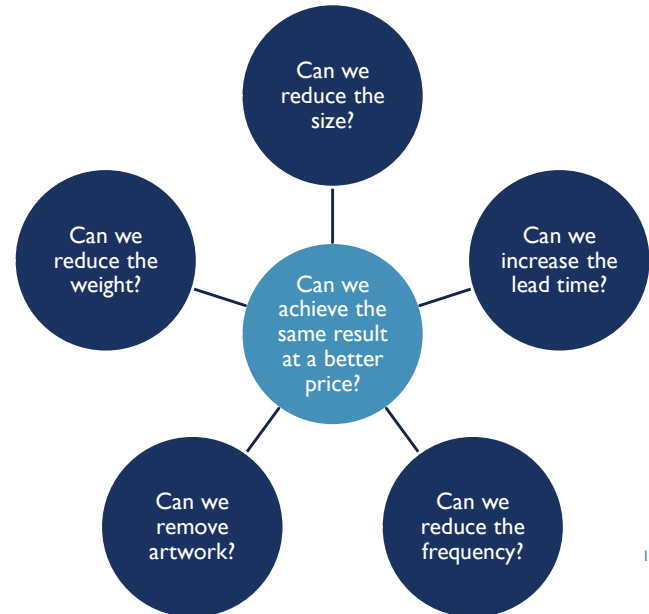 Can we
reduce the
size?
Can we
increase the
lead time?
Can we
reduce the
frequency?
Can we
remove
artwork?
Can we
reduce the
weight?
Can we
achieve the
same result
at a better
price?
1